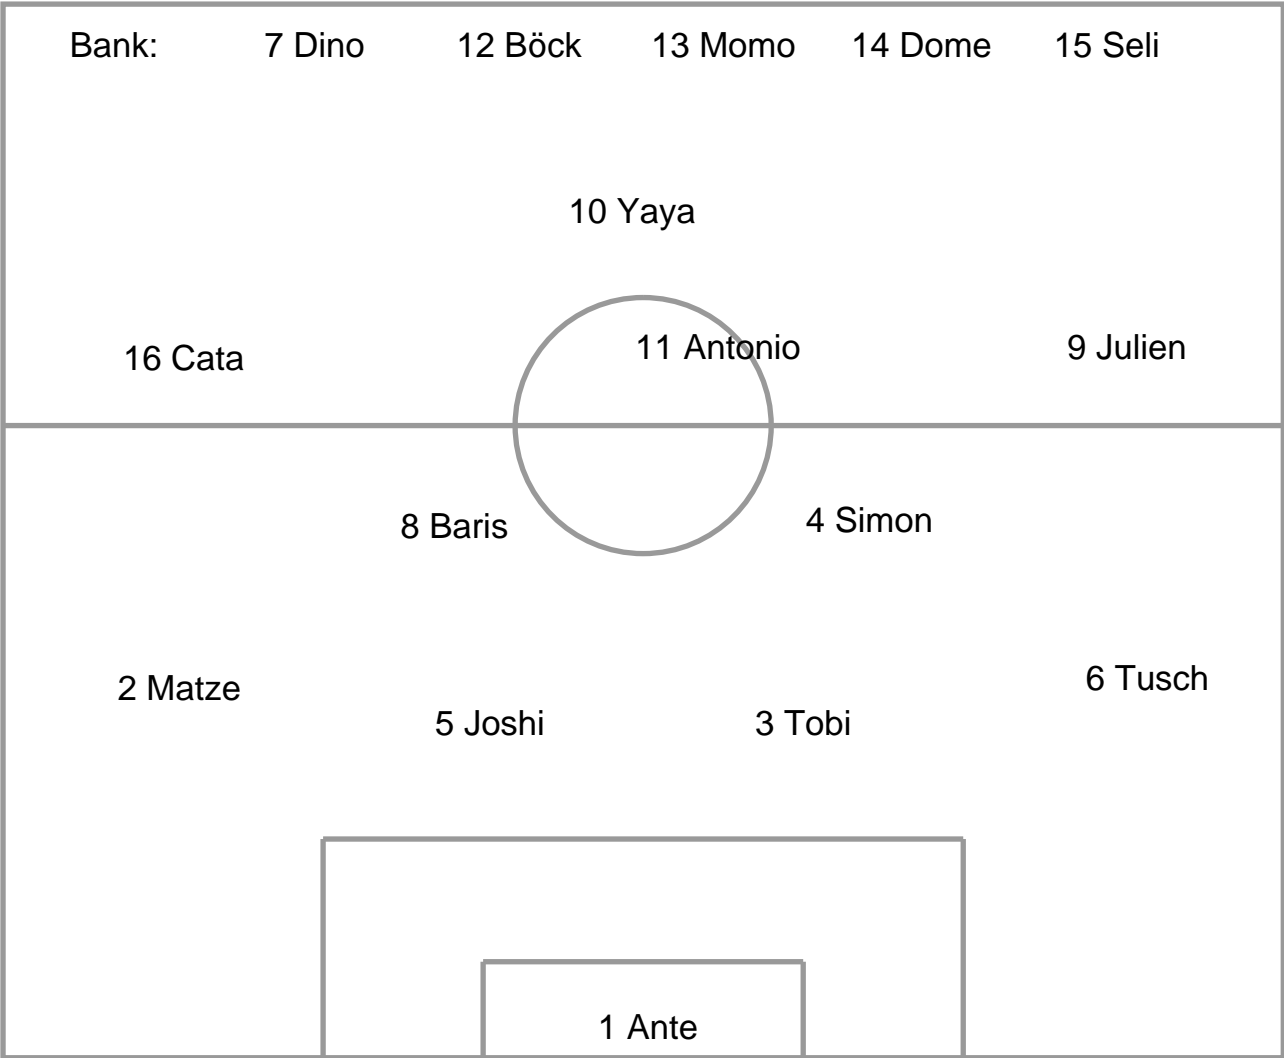 Bank: 7 Dino 12 Böck 13 Momo 14 Dome 15 Seli
10 Yaya
16 Cata 11 Antonio 9 Julien
8 Baris 4 Simon
2 Matze 6 Tusch
5 Joshi 3 Tobi
1 Ante